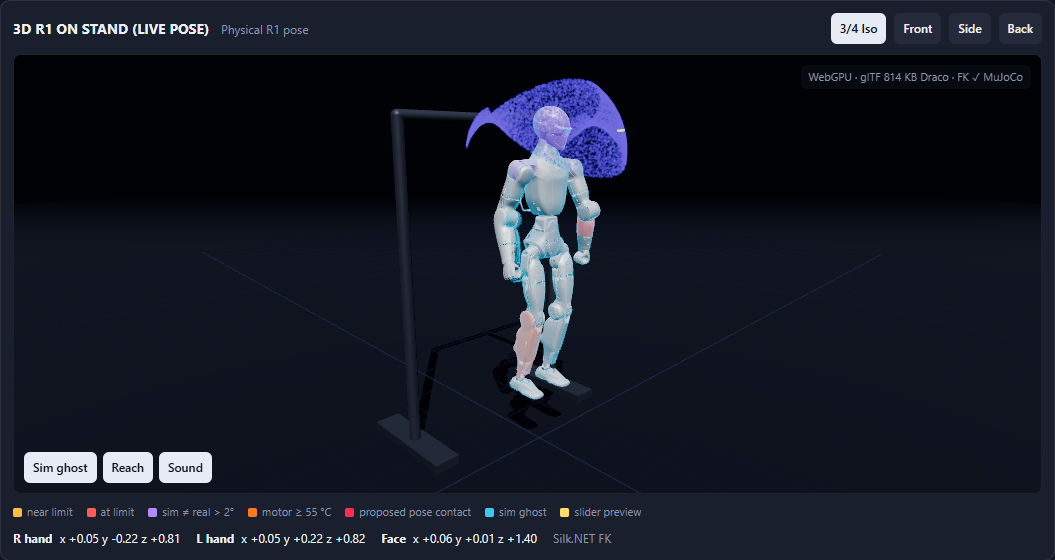 3D R1 ON STAND (LIVE POSE) Physical R1 pose 3/4 Iso Front Side Back
WebGPU · glTF 814 KB Draco · FK ✓ MuJoCo
Sim ghost Reach Sound
near limit at limit sim ≠ real > 2° motor ≥ 55 °C proposed pose contact sim ghost slider preview
R hand x +0.05 y -0.22 z +0.81 L hand x +0.05 y +0.22 z +0.82 Face x +0.06 y +0.01 z +1.40 Silk.NET FK